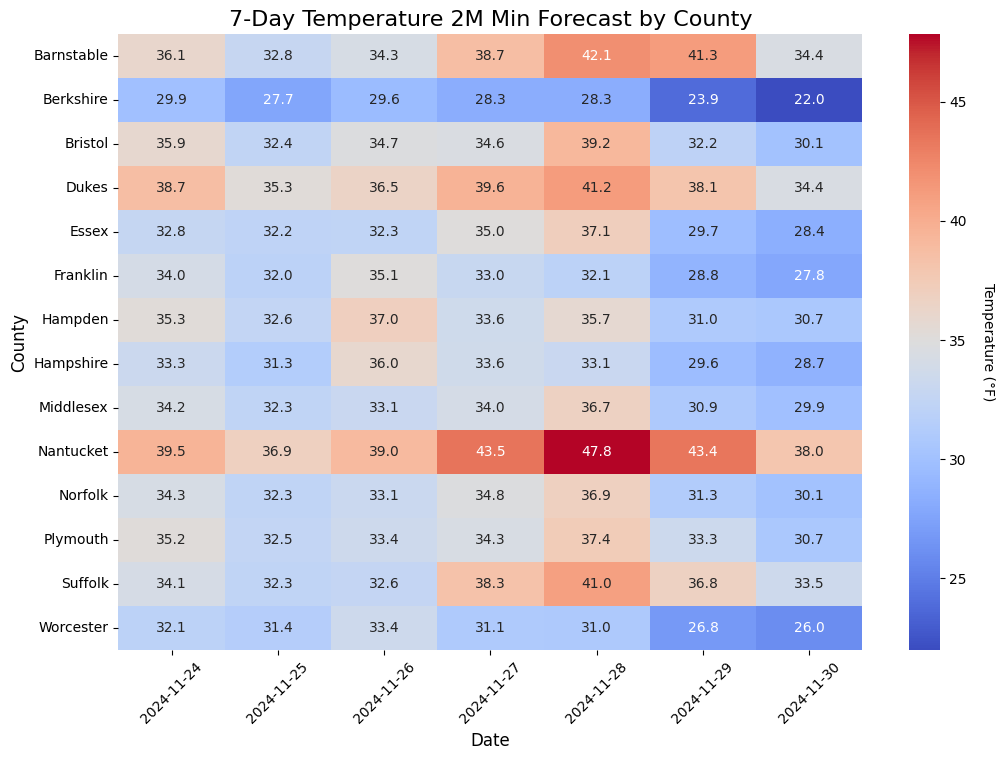 7-Day Temperature 2M Min Forecast by County
County
Barnstable 36.1 32.8 34.3 38.7 42.1 41.3 34.4
Berkshire 29.9 27.7 29.6 28.3 28.3 23.9 22.0
Bristol 35.9 32.4 34.7 34.6 39.2 32.2 30.1
Dukes 38.7 35.3 36.5 39.6 41.2 38.1 34.4
Essex 32.8 32.2 32.3 35.0 37.1 29.7 28.4
Franklin 34.0 32.0 35.1 33.0 32.1 28.8 27.8
Hampden 35.3 32.6 37.0 33.6 35.7 31.0 30.7
Hampshire 33.3 31.3 36.0 33.6 33.1 29.6 28.7
Middlesex 34.2 32.3 33.1 34.0 36.7 30.9 29.9
Nantucket 39.5 36.9 39.0 43.5 47.8 43.4 38.0
Norfolk 34.3 32.3 33.1 34.8 36.9 31.3 30.1
Plymouth 35.2 32.5 33.4 34.3 37.4 33.3 30.7
Suffolk 34.1 32.3 32.6 38.3 41.0 36.8 33.5
Worcester 32.1 31.4 33.4 31.1 31.0 26.8 26.0
2024-11-24 2024-11-25 2024-11-26 2024-11-27 2024-11-28 2024-11-29 2024-11-30
Date
45
40
35
30
25
Temperature (°F)